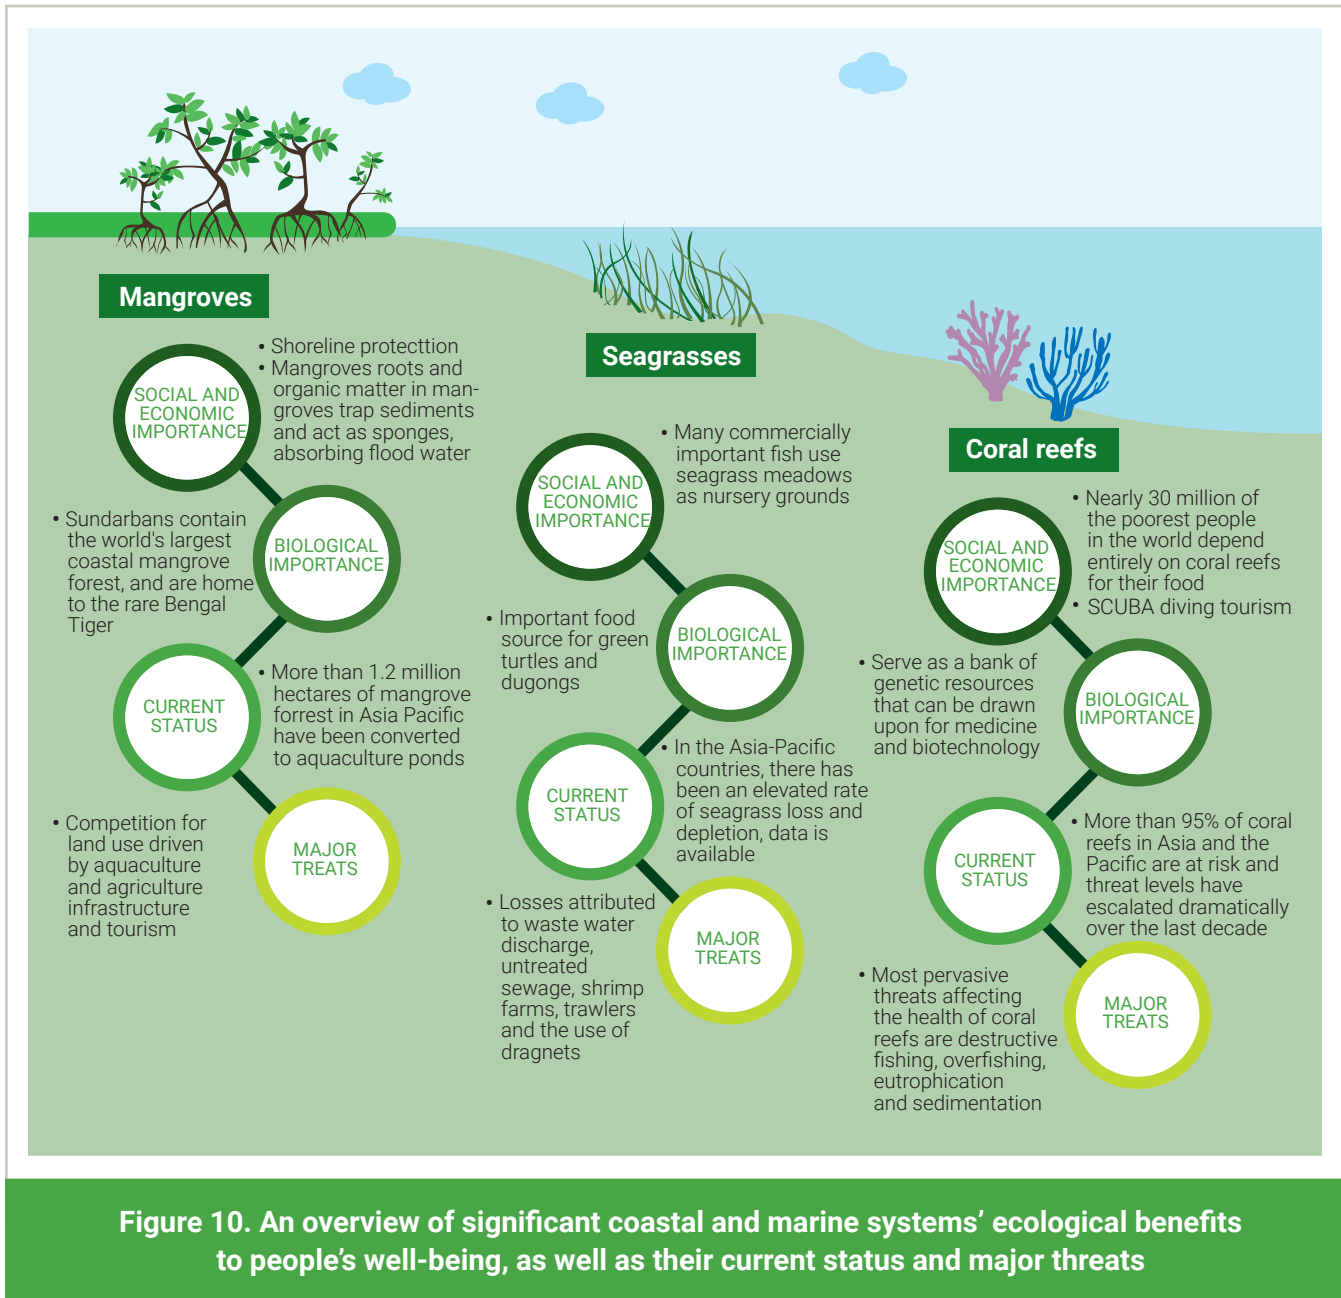 Mangroves
SOCIAL AND
ECONOMIC
IMPORTANCE
• Shoreline protecttion
• Mangroves roots and
organic matter in man-
groves trap sediments
and act as sponges,
absorbing flood water
BIOLOGICAL
IMPORTANCE
• Sundarbans contain
the world's largest
coastal mangrove
forest, and are home
to the rare Bengal
Tiger
CURRENT
STATUS
• More than 1.2 million
hectares of mangrove
forrest in Asia Pacific
have been converted
to aquaculture ponds
MAJOR
TREATS
• Competition for
land use driven
by aquaculture
and agriculture
infrastructure
and tourism
Seagrasses
SOCIAL AND
ECONOMIC
IMPORTANCE
• Many commercially
important fish use
seagrass meadows
as nursery grounds
BIOLOGICAL
IMPORTANCE
• Important food
source for green
turtles and
dugongs
CURRENT
STATUS
• In the Asia-Pacific
countries, there has
been an elevated rate
of seagrass loss and
depletion, data is
available
MAJOR
TREATS
• Losses attributed
to waste water
discharge,
untreated
sewage, shrimp
farms, trawlers
and the use of
dragnets
Coral reefs
SOCIAL AND
ECONOMIC
IMPORTANCE
• Nearly 30 million of
the poorest people
in the world depend
entirely on coral reefs
for their food
• SCUBA diving tourism
BIOLOGICAL
IMPORTANCE
• Serve as a bank of
genetic resources
that can be drawn
upon for medicine
and biotechnology
CURRENT
STATUS
• More than 95% of coral
reefs in Asia and the
Pacific are at risk and
threat levels have
escalated dramatically
over the last decade
MAJOR
TREATS
• Most pervasive
threats affecting
the health of coral
reefs are destructive
fishing, overfishing,
eutrophication
and sedimentation
Figure 10. An overview of significant coastal and marine systems’ ecological benefits
to people’s well-being, as well as their current status and major threats